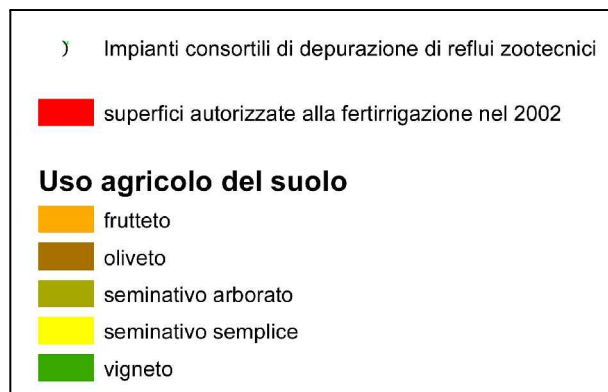 Impianti consortili di depurazione di reflui zootecnici
superfici autorizzate alla fertirrigazione nel 2002
Uso agricolo del suolo
frutteto
oliveto
seminativo arborato
seminativo semplice
vigneto